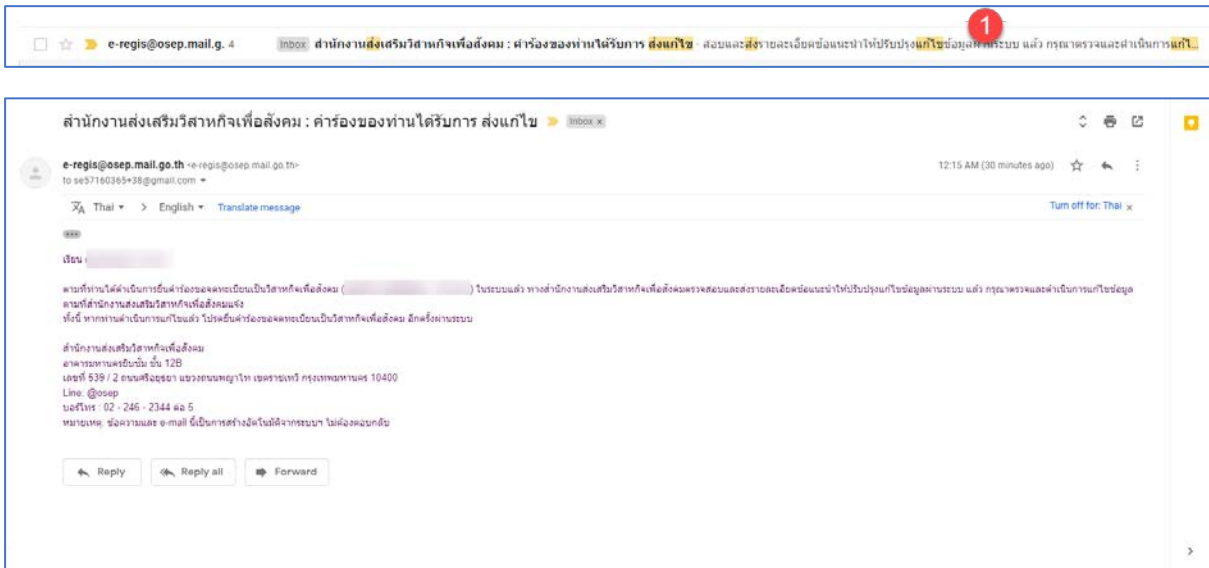 1
e-regis@osep.mail.g. 4 Inbox สำนักงานส่งเสริมวิสาหกิจเพื่อสังคม : คำร้องของท่านได้รับการ ส่งแก้ไข - สอบและส่งรายละเอียดข้อแนะนำให้ปรับปรุงแก้ไขข้อมูลผ่านระบบ แล้ว กรุณาตรวจและดำเนินการแก้ไ...
สำนักงานส่งเสริมวิสาหกิจเพื่อสังคม : คำร้องของท่านได้รับการ ส่งแก้ไข Inbox x
e-regis@osep.mail.go.th <e-regis@osep.mail.go.th> 12:15 AM (30 minutes ago)
to se57160365+38@gmail.com
Thai > English Translate message Turn off for: Thai x
เรียน
ตามที่ท่านได้ดำเนินการยื่นคำร้องขอจดทะเบียนเป็นวิสาหกิจเพื่อสังคม ( ) ในระบบแล้ว ทางสำนักงานส่งเสริมวิสาหกิจเพื่อสังคมตรวจสอบและส่งรายละเอียดข้อแนะนำให้ปรับปรุงแก้ไขข้อมูลผ่านระบบ แล้ว กรุณาตรวจและดำเนินการแก้ไขข้อมูล
ตามที่สำนักงานส่งเสริมวิสาหกิจเพื่อสังคมแจ้ง
ทั้งนี้ หากท่านดำเนินการแก้ไขแล้ว โปรดยื่นคำร้องขอจดทะเบียนเป็นวิสาหกิจเพื่อสังคม อีกครั้งผ่านระบบ
สำนักงานส่งเสริมวิสาหกิจเพื่อสังคม
อาคารมหานครยิบซั่ม ชั้น 12B
เลขที่ 539 / 2 ถนนศรีอยุธยา แขวงถนนพญาไท เขตราชเทวี กรุงเทพมหานคร 10400
Line: @osep
เบอร์โทร : 02 - 246 - 2344 ต่อ 5
หมายเหตุ: ข้อความและ e-mail นี้เป็นการสร้างอัตโนมัติจากระบบฯ ไม่ต้องตอบกลับ
Reply Reply all Forward